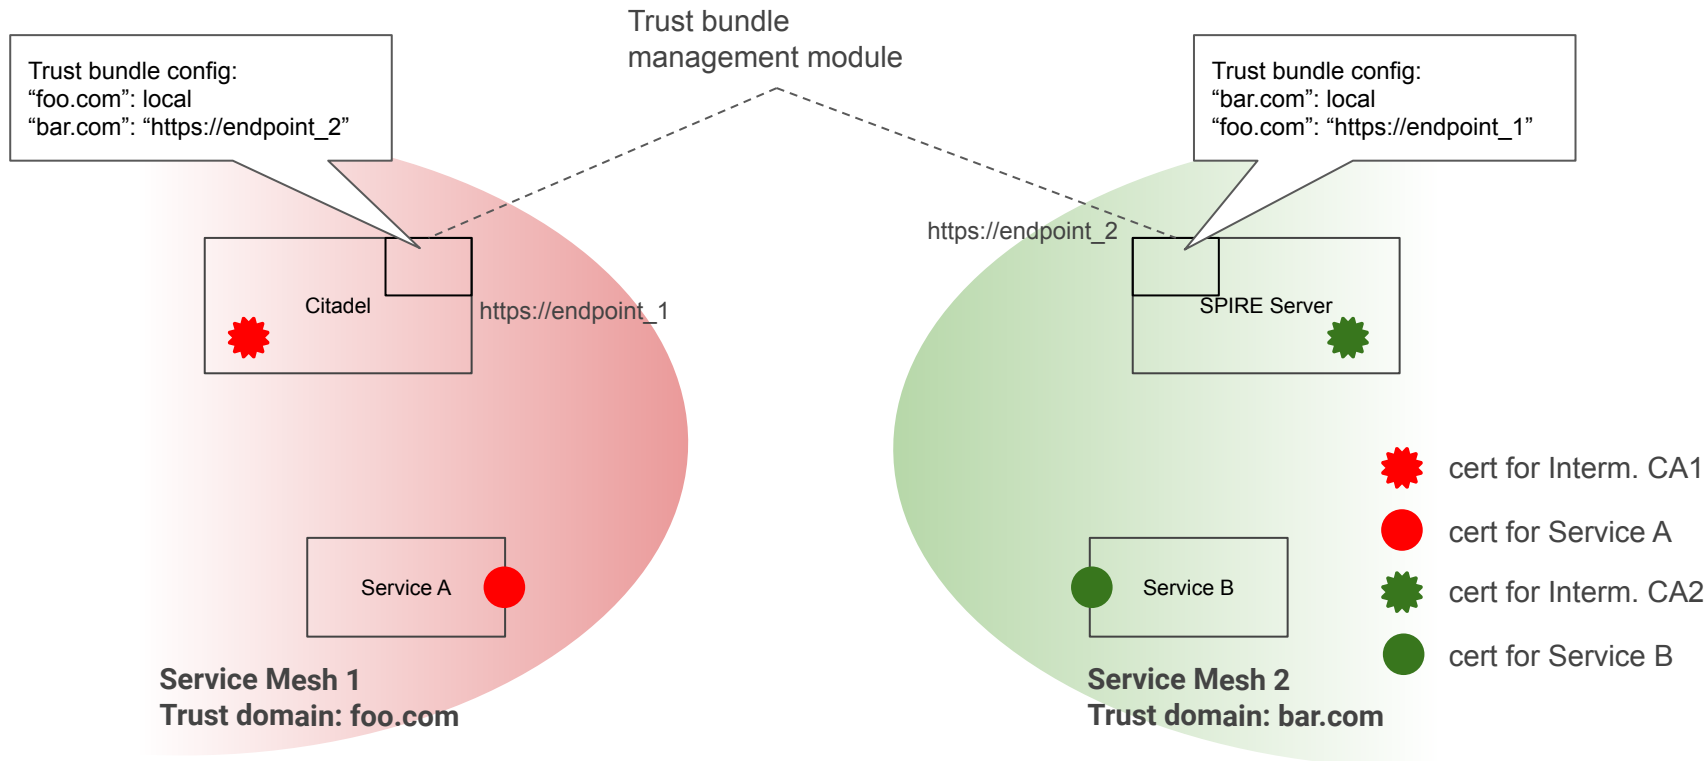 Trust bundle
management module
Trust bundle config:
“foo.com”: local
“bar.com”: “https://endpoint_2”
Trust bundle config:
“bar.com”: local
“foo.com”: “https://endpoint_1”
https://endpoint_2
Citadel
https://endpoint_1
SPIRE Server
cert for Interm. CA1
cert for Service A
cert for Interm. CA2
cert for Service B
Service A
Service B
Service Mesh 1
Trust domain: foo.com
Service Mesh 2
Trust domain: bar.com